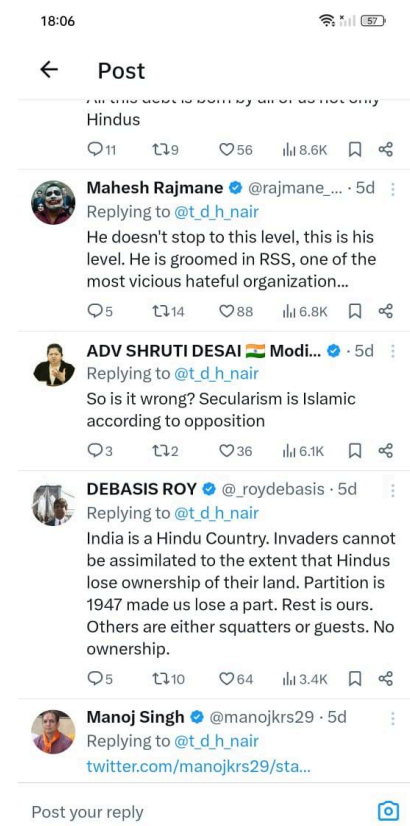 18:06
57
Post
All this debt is born by all of us not only
Hindus
11 9 56 8.6K
Mahesh Rajmane @rajmane_... · 5d
Replying to @t_d_h_nair
He doesn't stop to this level, this is his
level. He is groomed in RSS, one of the
most vicious hateful organization...
5 14 88 6.8K
ADV SHRUTI DESAI 🇮🇳 Modi... · 5d
Replying to @t_d_h_nair
So is it wrong? Secularism is Islamic
according to opposition
3 2 36 6.1K
DEBASIS ROY @_roydebasis · 5d
Replying to @t_d_h_nair
India is a Hindu Country. Invaders cannot
be assimilated to the extent that Hindus
lose ownership of their land. Partition is
1947 made us lose a part. Rest is ours.
Others are either squatters or guests. No
ownership.
5 10 64 3.4K
Manoj Singh @manojkrs29 · 5d
Replying to @t_d_h_nair
twitter.com/manojkrs29/sta...
Post your reply